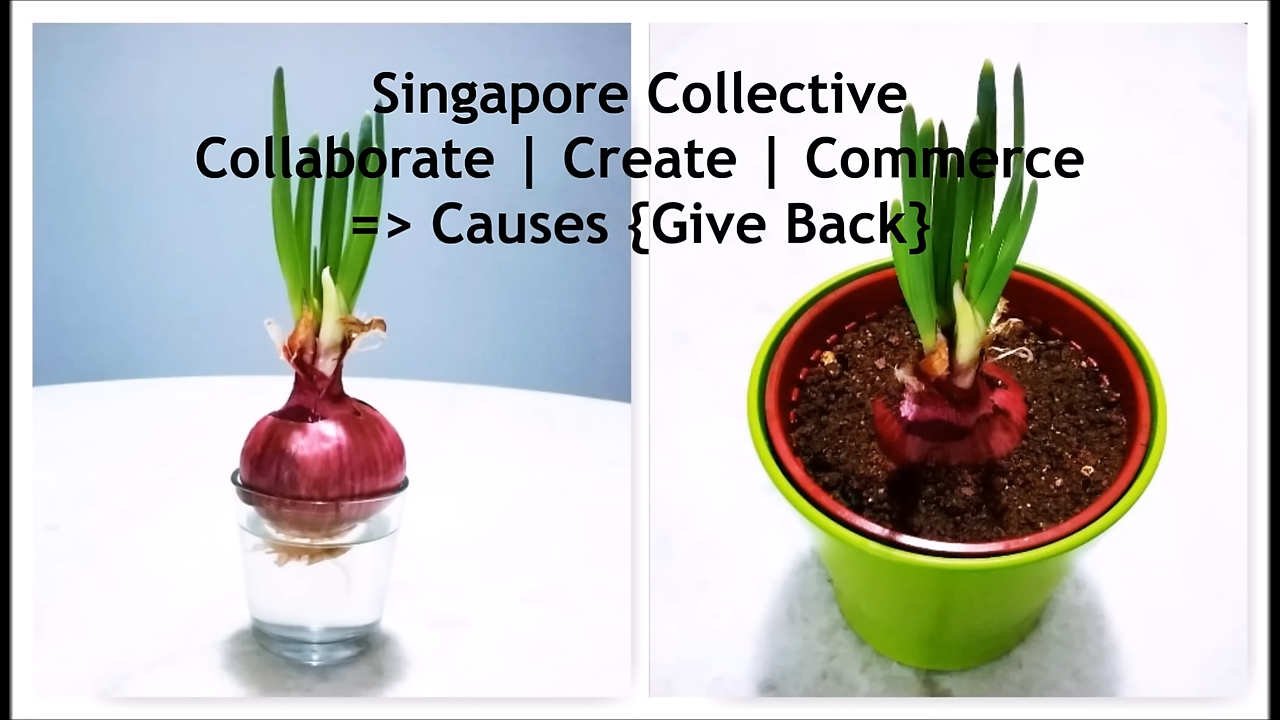 Singapore Collective
Collaborate | Create | Commerce
=> Causes {Give Back}